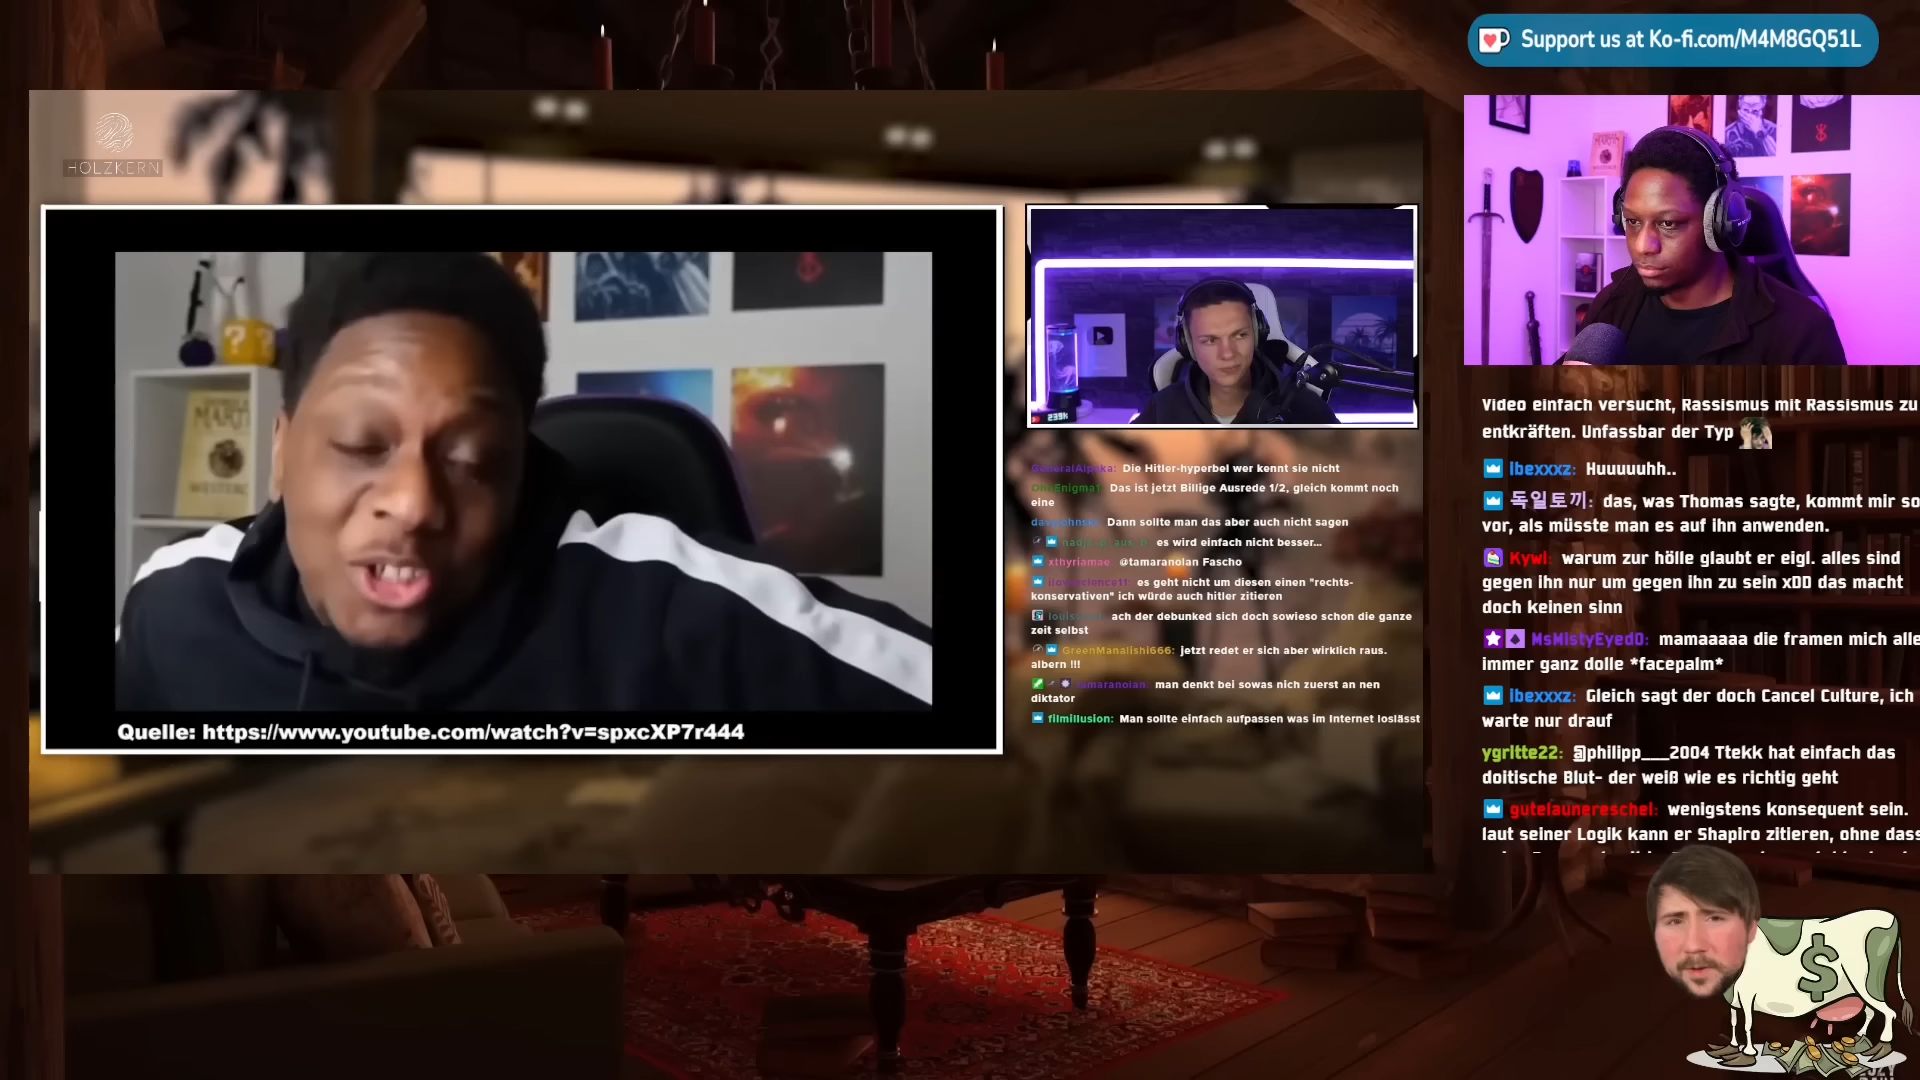 Support us at Ko-fi.com/M4M8GQ51L
HOLZKERN
MARTI
239k
Quelle: https://www.youtube.com/watch?v=spxcXP7r444
Die Hitler-hyperbel wer kennt sie nicht
Das ist jetzt Billige Ausrede 1/2, gleich kommt noch
eine
Dann sollte man das aber auch nicht sagen
es wird einfach nicht besser...
xthyriamae: @tamaranolan Fascho
es geht nicht um diesen einen "rechts-
konservativen" ich würde auch hitler zitieren
ach der debunked sich doch sowieso schon die ganze
zeit selbst
GreenManalishi666: jetzt redet er sich aber wirklich raus.
albern !!!
tamaranolan: man denkt bei sowas nich zuerst an nen
diktator
filmillusion: Man sollte einfach aufpassen was im Internet loslässt
Video einfach versucht, Rassismus mit Rassismus zu
entkräften. Unfassbar der Typ
ibexxxz: Huuuuuhh..
독일토끼: das, was Thomas sagte, kommt mir so
vor, als müsste man es auf ihn anwenden.
Kywi: warum zur hölle glaubt er eigl. alles sind
gegen ihn nur um gegen ihn zu sein xDD das macht
doch keinen sinn
MsMistyEyed0: mamaaaaa die framen mich alle
immer ganz dolle *facepalm*
ibexxxz: Gleich sagt der doch Cancel Culture, ich
warte nur drauf
ygritte22: @philipp___2004 Ttekk hat einfach das
doitische Blut- der weiß wie es richtig geht
gutelaunereschel: wenigstens konsequent sein.
laut seiner Logik kann er Shapiro zitieren, ohne dass
$